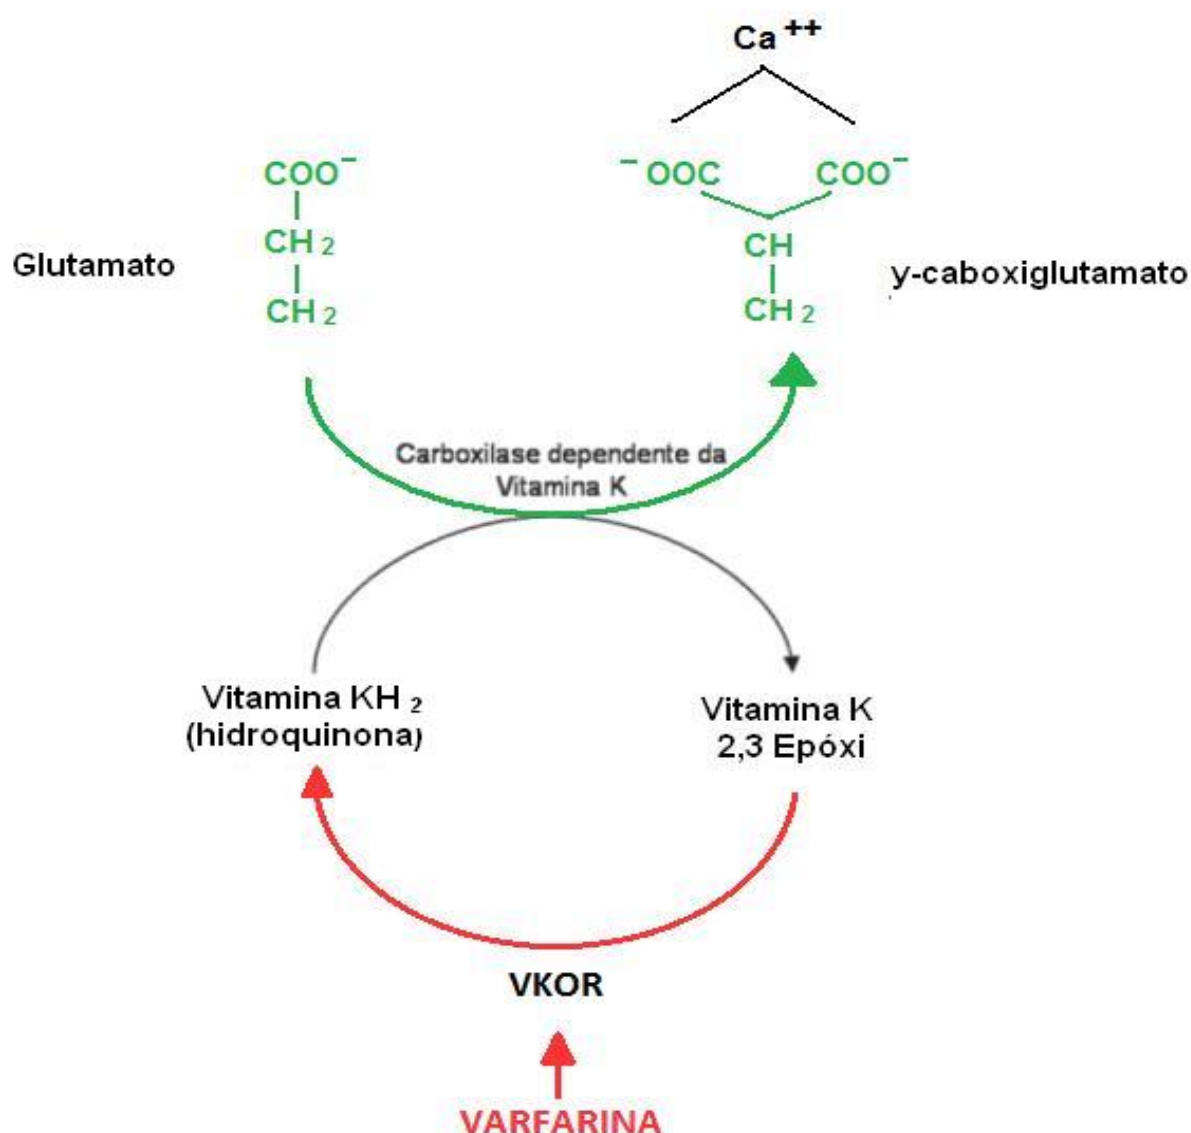 Ca ++
COO−
−OOC COO−
CH 2
CH
Glutamato
y-caboxiglutamato
CH 2
CH 2
Carboxilase dependente da
Vitamina K
Vitamina KH 2
(hidroquinona)
Vitamina K
2,3 Epóxi
VKOR
VARFARINA